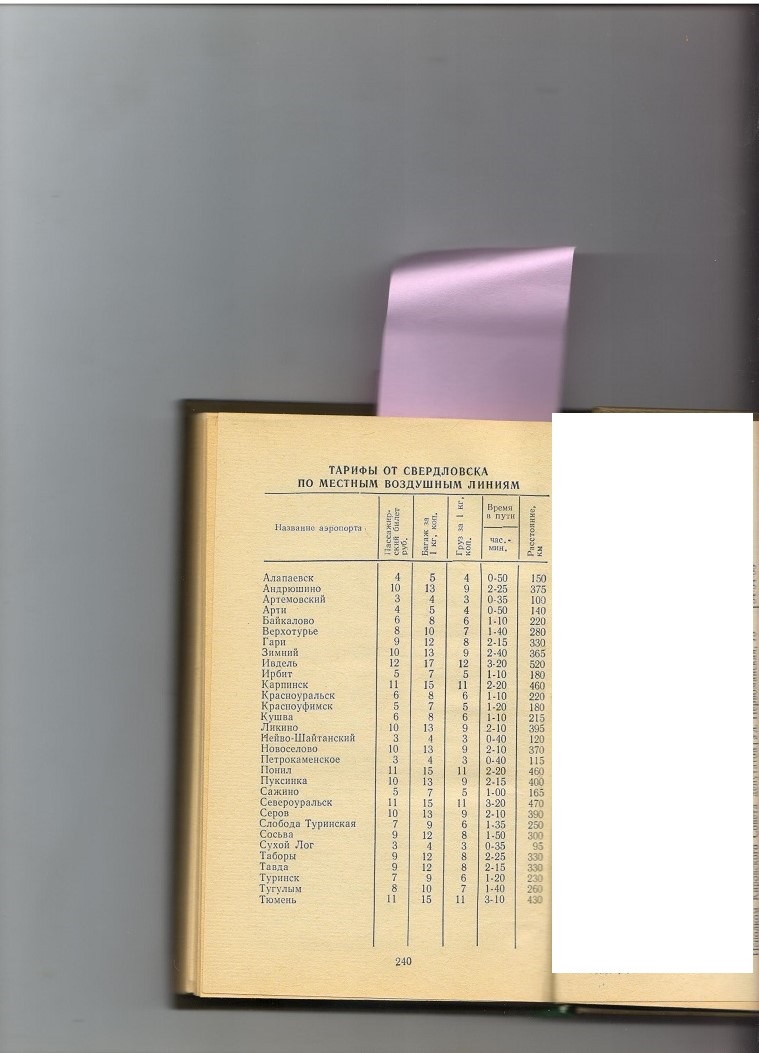 ТАРИФЫ ОТ СВЕРДЛОВСКА
ПО МЕСТНЫМ ВОЗДУШНЫМ ЛИНИЯМ
Название аэропорта
Пассажир-
ский билет
руб.
Багаж за
1 кг, коп.
Груз за 1 кг,
коп.
Время
в пути
час.-
мин.
Расстояние,
км
Алапаевск 4 5 4 0-50 150
Андрюшино 10 13 9 2-25 375
Артемовский 3 4 3 0-35 100
Арти 4 5 4 0-50 140
Байкалово 6 8 6 1-10 220
Верхотурье 8 10 7 1-40 280
Гари 9 12 8 2-15 330
Зимний 10 13 9 2-40 365
Ивдель 12 17 12 3-20 520
Ирбит 5 7 5 1-10 180
Карпинск 11 15 11 2-20 460
Красноуральск 6 8 6 1-10 220
Красноуфимск 5 7 5 1-20 180
Кушва 6 8 6 1-10 215
Ликино 10 13 9 2-10 395
Нейво-Шайтанский 3 4 3 0-40 120
Новоселово 10 13 9 2-10 370
Петрокаменское 3 4 3 0-40 115
Понил 11 15 11 2-20 460
Пуксинка 10 13 9 2-15 400
Сажино 5 7 5 1-00 165
Североуральск 11 15 11 3-20 470
Серов 10 13 9 2-10 390
Слобода Туринская 7 9 6 1-35 250
Сосьва 9 12 8 1-50 300
Сухой Лог 3 4 3 0-35 95
Таборы 9 12 8 2-25 330
Тавда 9 12 8 2-15 330
Туринск 7 9 6 1-20 230
Тугулым 8 10 7 1-40 260
Тюмень 11 15 11 3-10 430
240